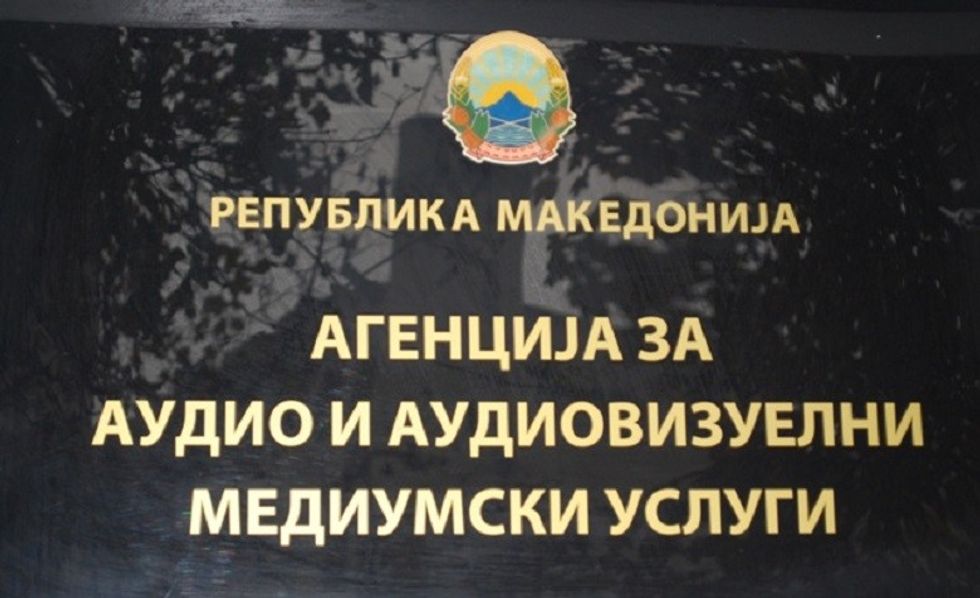 РЕПУБЛИКА МАКЕДОНИЈА
АГЕНЦИЈА ЗА
АУДИО И АУДИОВИЗУЕЛНИ
МЕДИУМСКИ УСЛУГИ